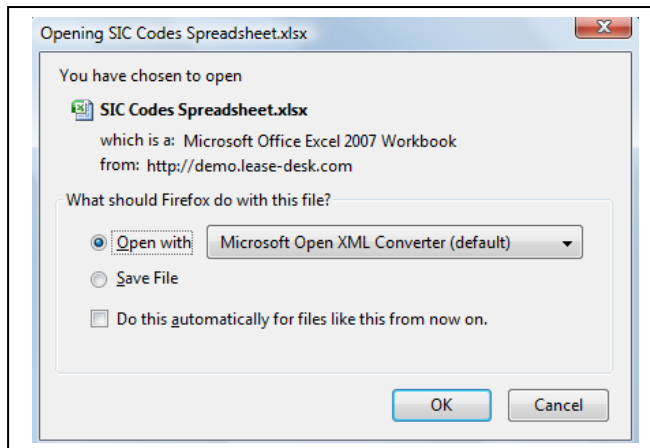 Opening SIC Codes Spreadsheet.xlsx
You have chosen to open
SIC Codes Spreadsheet.xlsx
which is a: Microsoft Office Excel 2007 Workbook
from: http://demo.lease-desk.com
What should Firefox do with this file?
Open with Microsoft Open XML Converter (default)
Save File
Do this automatically for files like this from now on.
OK Cancel